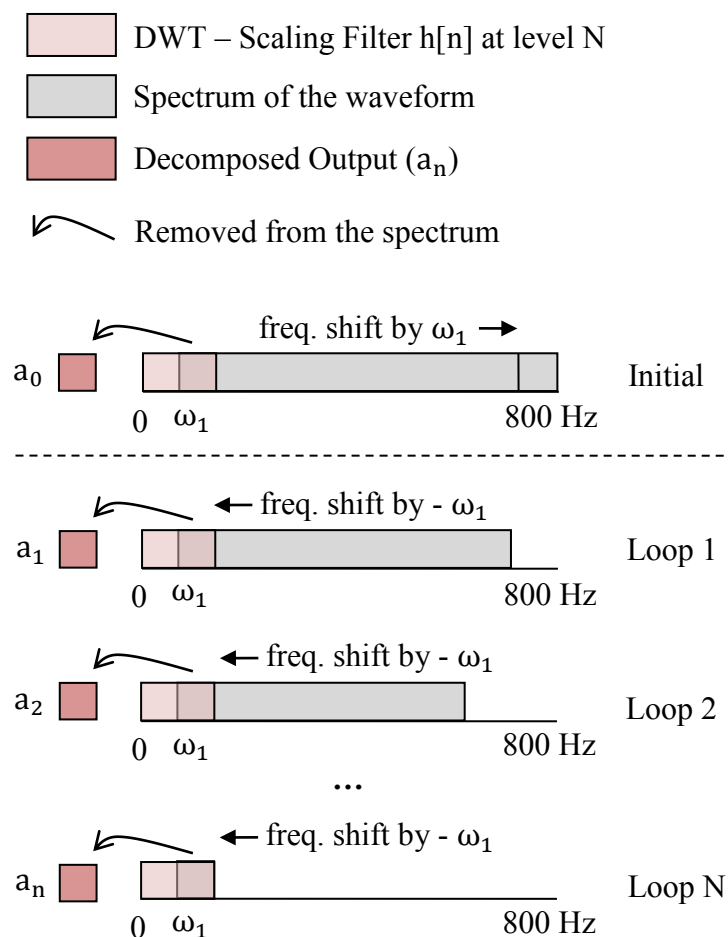 DWT – Scaling Filter h[n] at level N
Spectrum of the waveform
Decomposed Output (aₙ)
Removed from the spectrum
freq. shift by ω₁ →
a₀ Initial
0 ω₁ 800 Hz
← freq. shift by - ω₁
a₁ Loop 1
0 ω₁ 800 Hz
← freq. shift by - ω₁
a₂ Loop 2
0 ω₁ 800 Hz
...
← freq. shift by - ω₁
aₙ Loop N
0 ω₁ 800 Hz